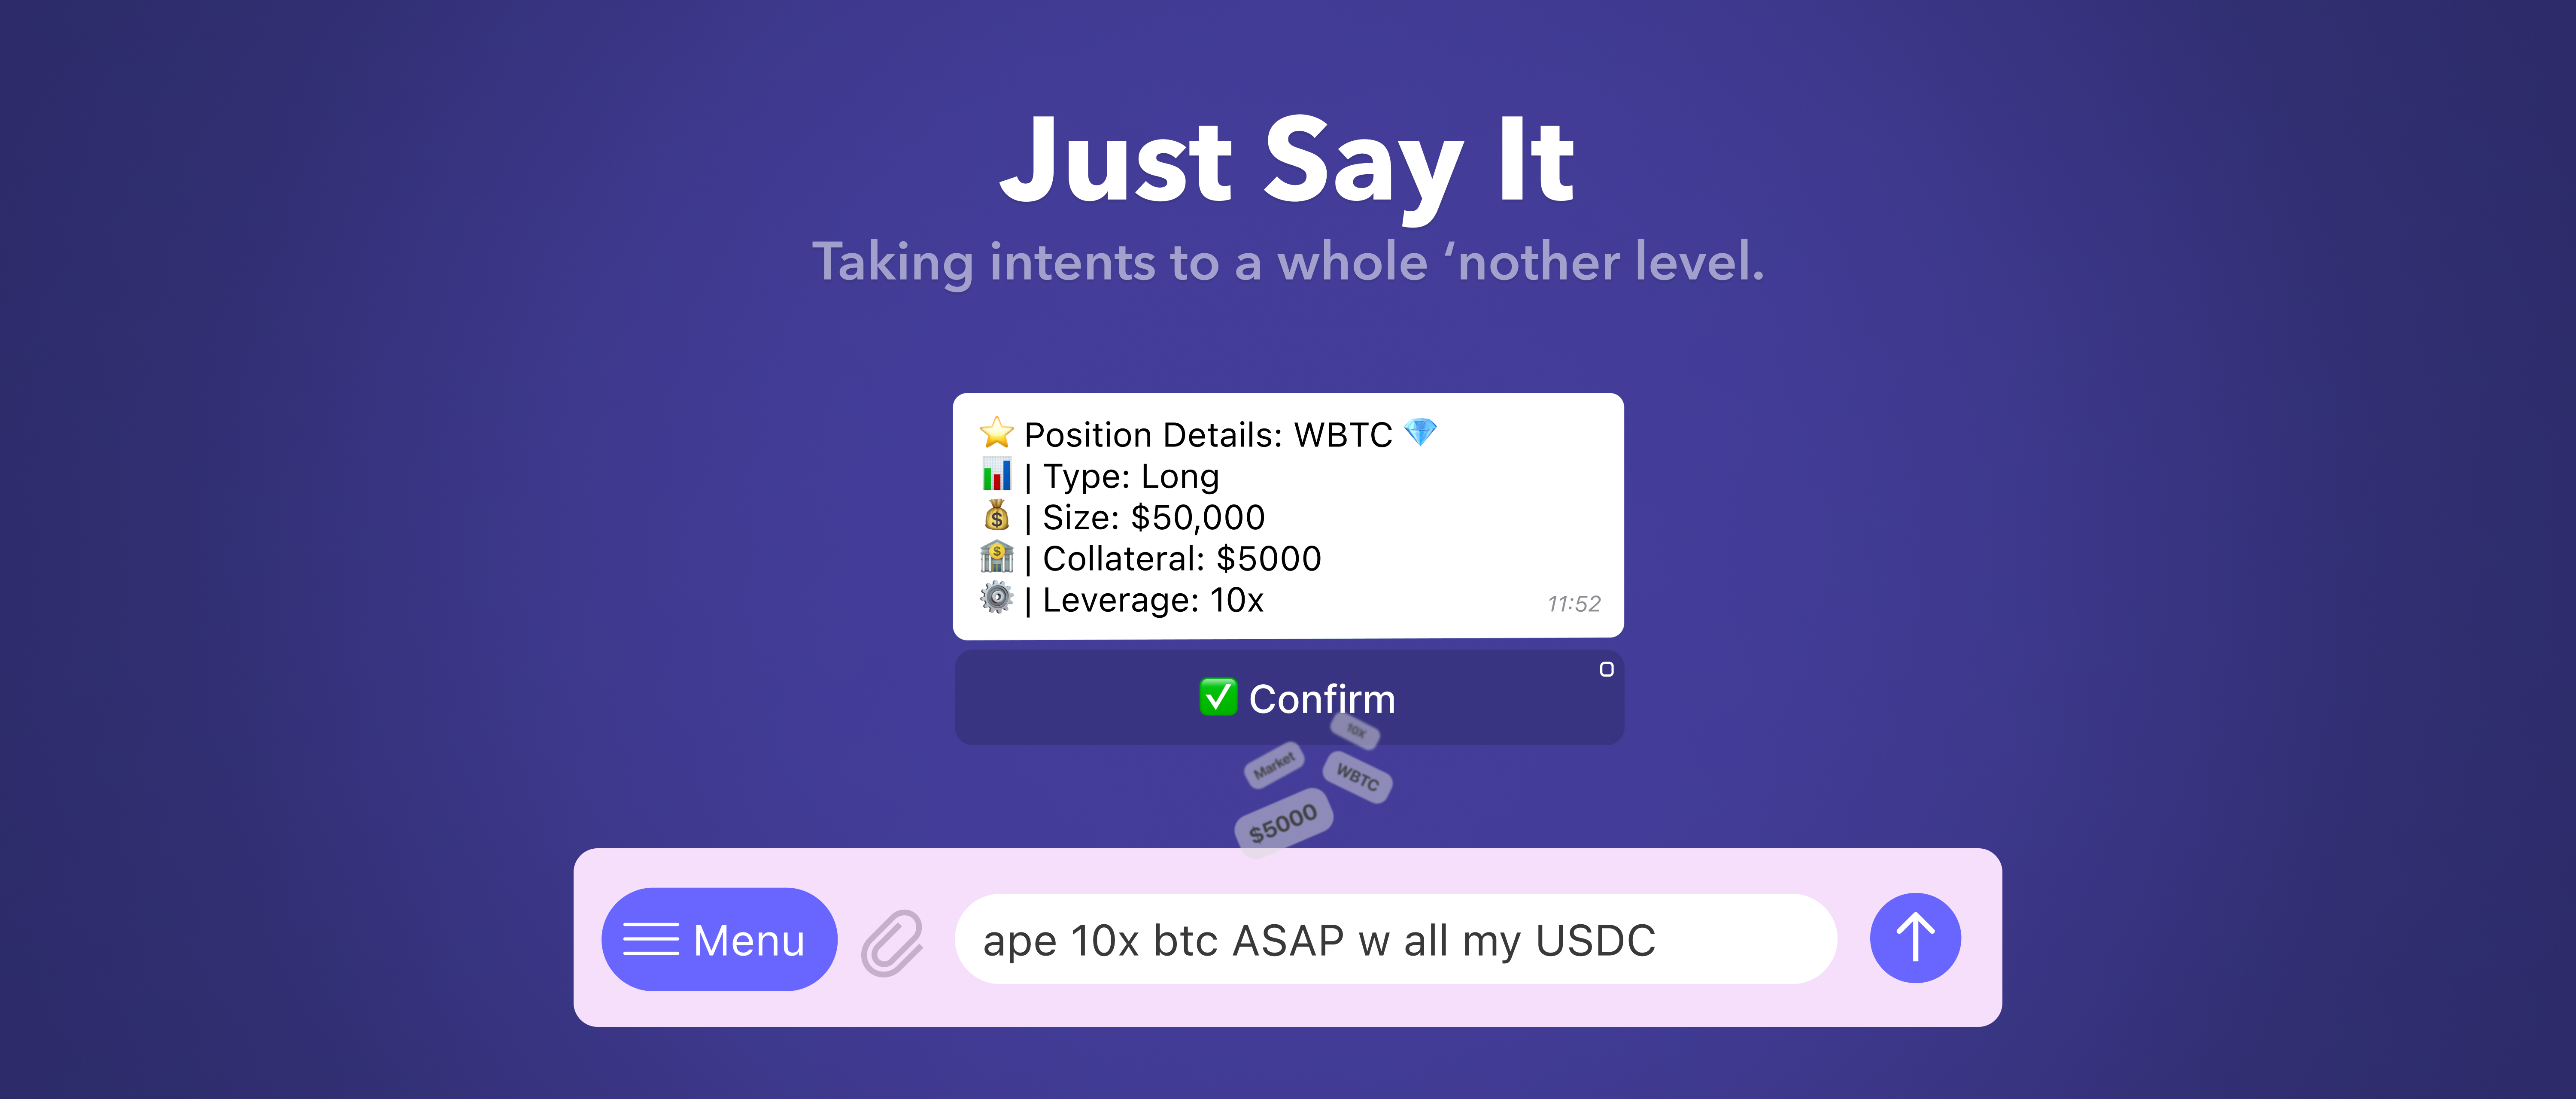 Just Say It
Taking intents to a whole ‘nother level.
⭐ Position Details: WBTC 💎
📊 | Type: Long
💰 | Size: $50,000
🏦 | Collateral: $5000
⚙️ | Leverage: 10x
11:52
✅ Confirm
10X
Market
WBTC
$5000
Menu
ape 10x btc ASAP w all my USDC